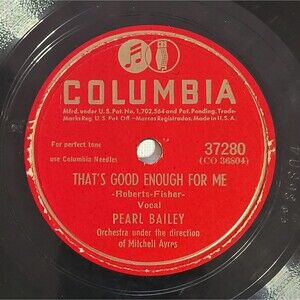 COLUMBIA
Mfrd. under U.S. Pat. No. 1,702,564 and Pat. Pending. Trade-
Marks Reg. U.S. Pat. Off. —Marcas Registradas. Made in U.S.A.
For perfect tone
use Columbia Needles
37280
(CO 36804)
THAT'S GOOD ENOUGH FOR ME
-Roberts-Fisher-
Vocal
PEARL BAILEY
Orchestra under the direction
of Mitchell Ayres